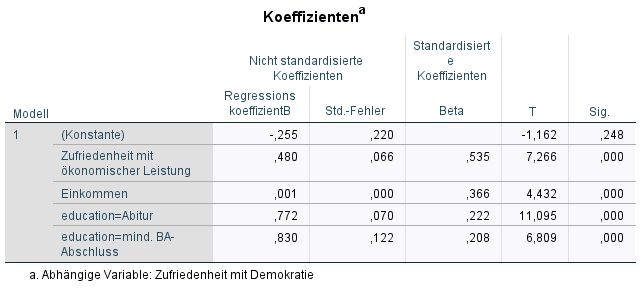 Koeffizientenª
Nicht standardisierte Koeffizienten
Standardisierte Koeffizienten
Modell
Regressions koeffizientB Std.-Fehler Beta T Sig.
1 (Konstante) -,255 ,220 -1,162 ,248
Zufriedenheit mit ökonomischer Leistung ,480 ,066 ,535 7,266 ,000
Einkommen ,001 ,000 ,366 4,432 ,000
education=Abitur ,772 ,070 ,222 11,095 ,000
education=mind. BA-Abschluss ,830 ,122 ,208 6,809 ,000
a. Abhängige Variable: Zufriedenheit mit Demokratie